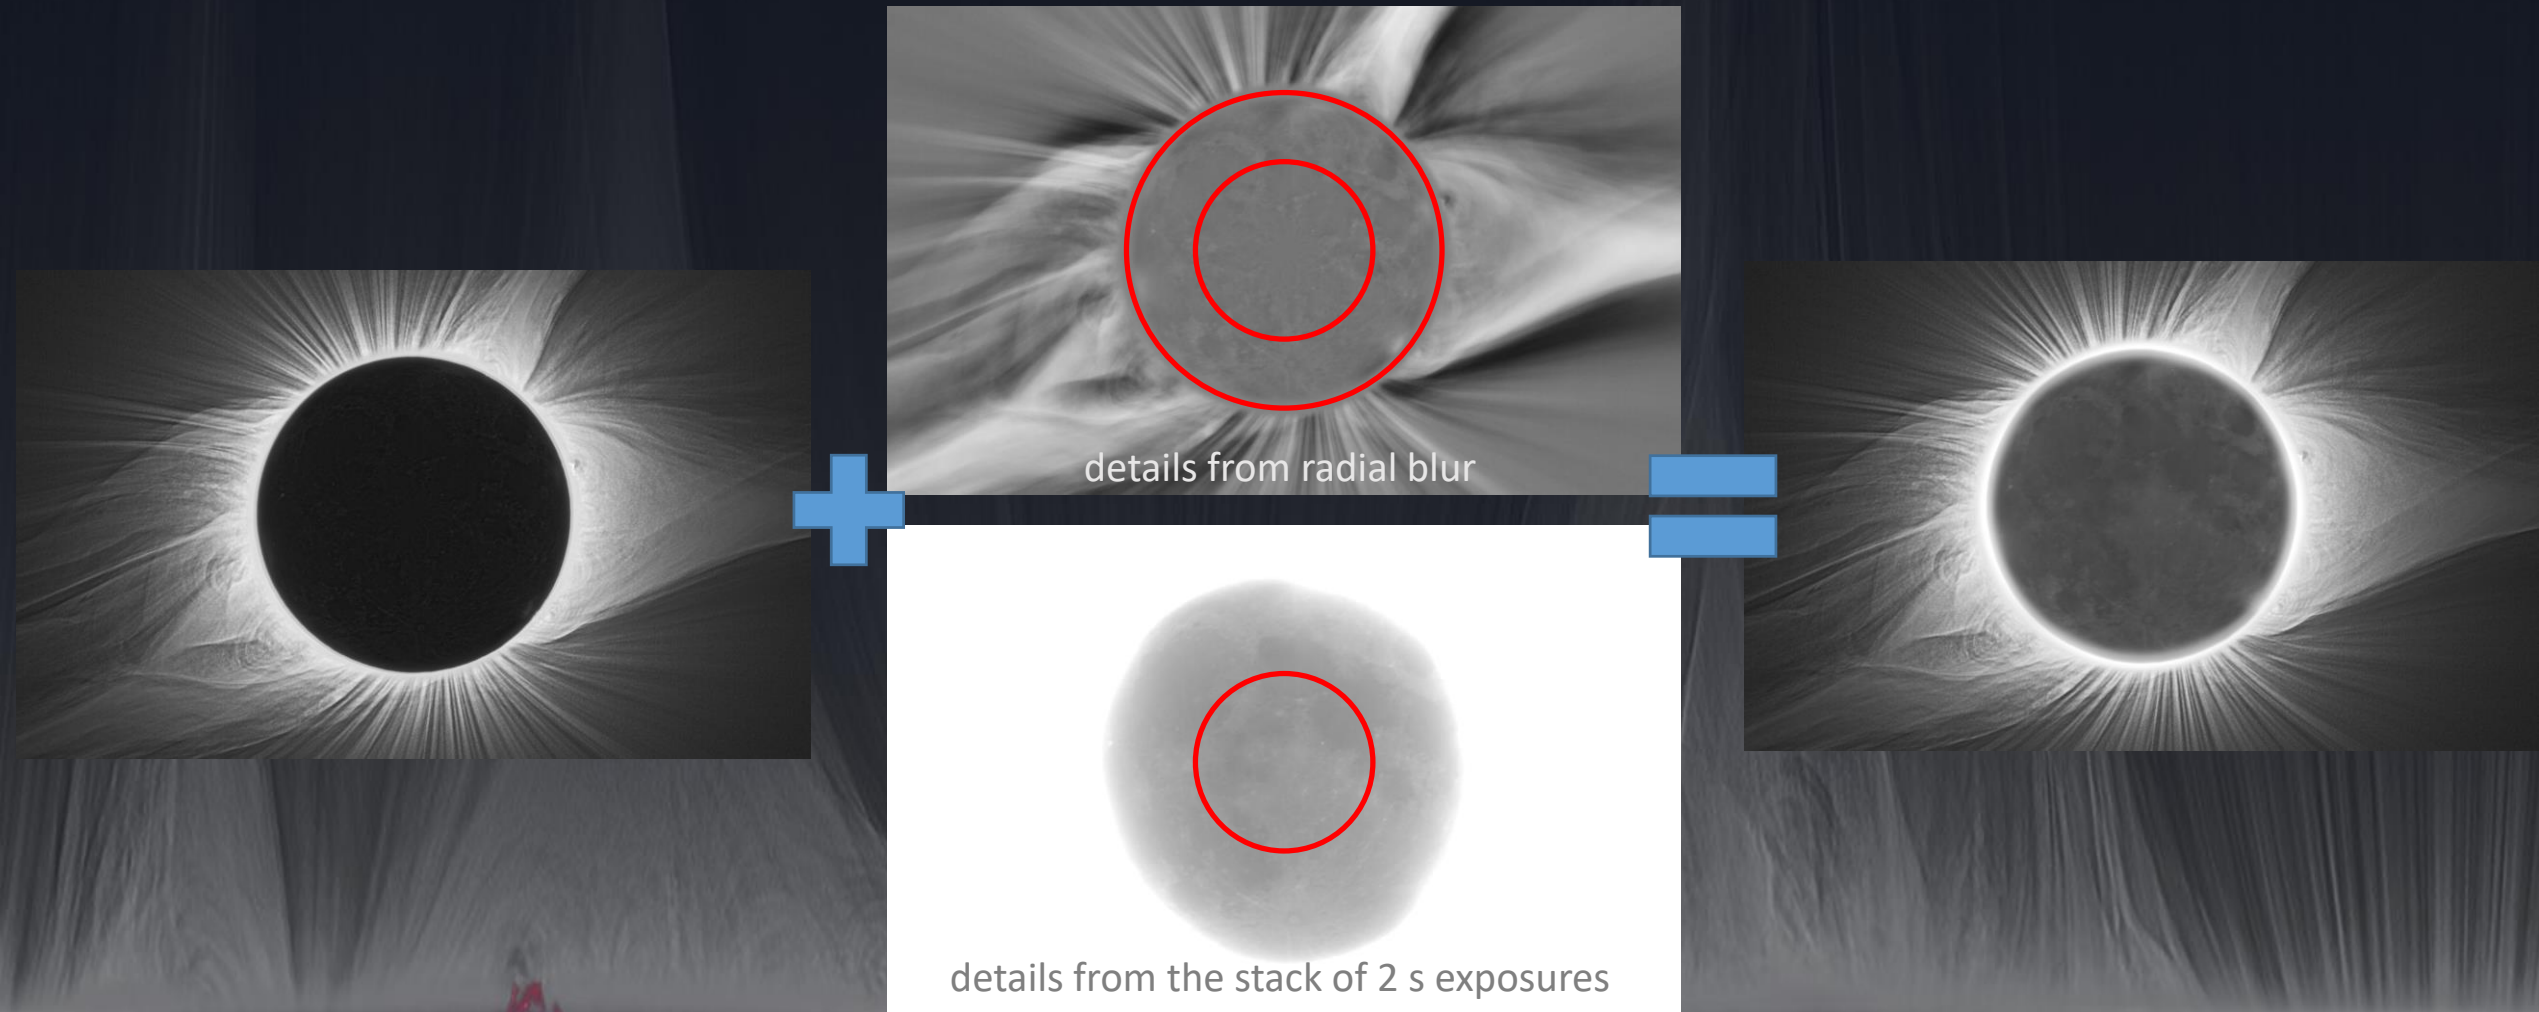 details from radial blur
details from the stack of 2 s exposures